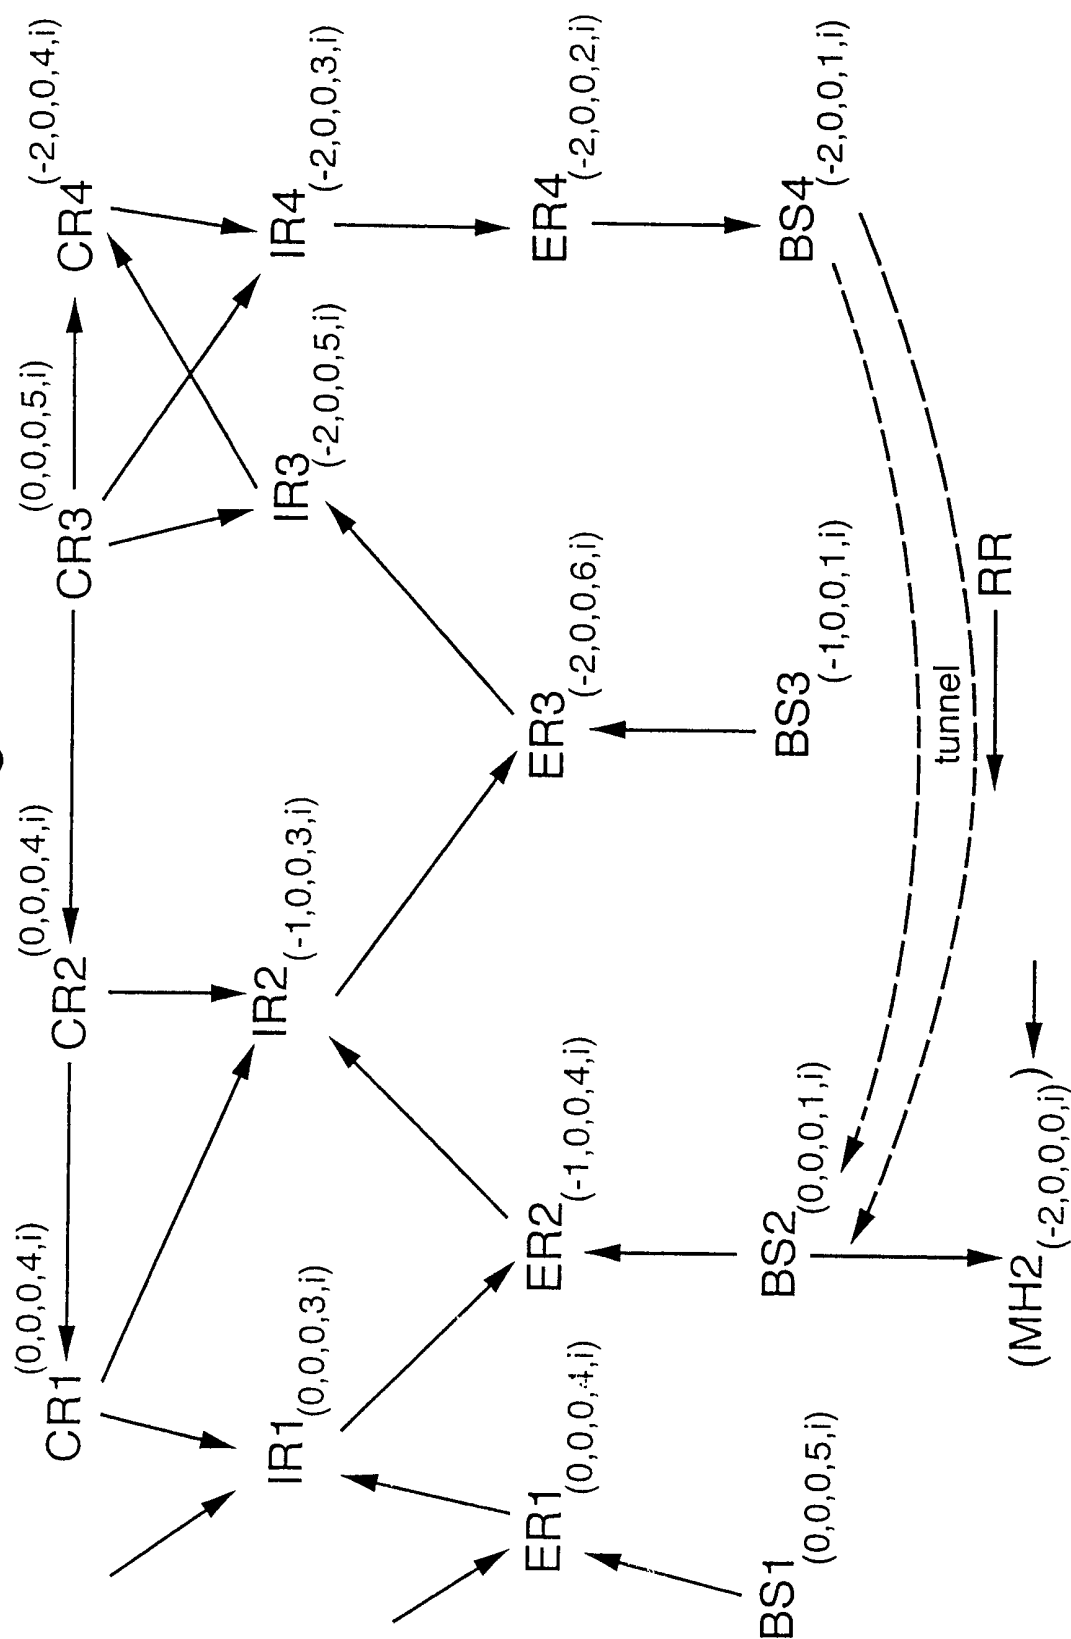 CR1 (0,0,0,4,i)
CR2 (0,0,0,4,i)
CR3 (0,0,0,5,i)
CR4 (-2,0,0,4,i)
IR1 (0,0,0,3,i)
IR2 (-1,0,0,3,i)
IR3 (-2,0,0,5,i)
IR4 (-2,0,0,3,i)
ER1 (0,0,0,4,i)
ER2 (-1,0,0,4,i)
ER3 (-2,0,0,6,i)
ER4 (-2,0,0,2,i)
BS1 (0,0,0,5,i)
BS2 (0,0,0,1,i)
BS3 (-1,0,0,1,i)
BS4 (-2,0,0,1,i)
tunnel
RR
(MH2 (-2,0,0,0,i))